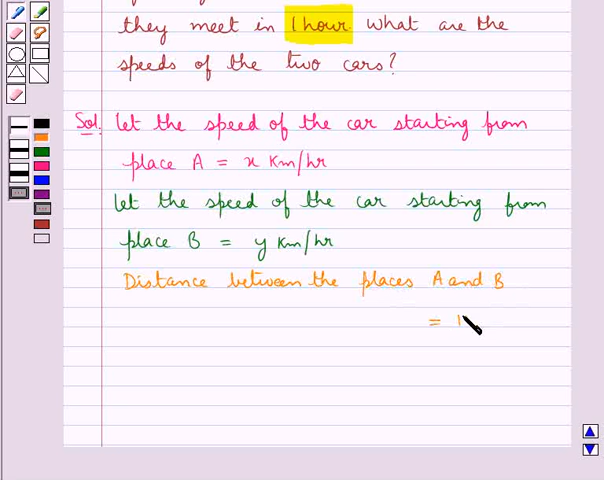 they meet in 1 hour what are the
speeds of the two cars?
Sol. Let the speed of the car starting from
place A = x Km/hr
Let the speed of the car starting from
place B = y Km/hr
Distance between the places A and B
= 1